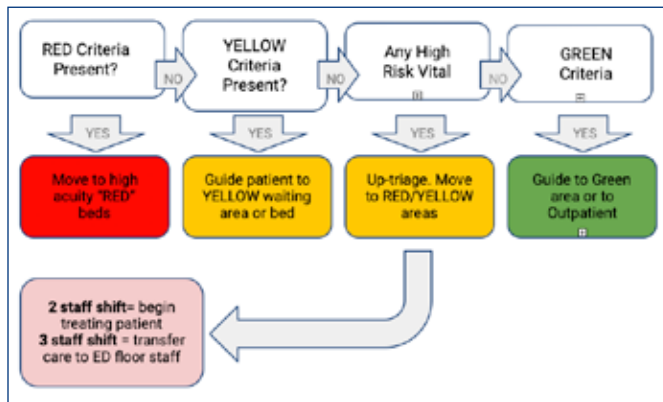 RED Criteria
Present?
NO
YELLOW
Criteria
Present?
NO
Any High
Risk Vital
NO
GREEN
Criteria
YES
YES
YES
YES
Move to high
acuity "RED"
beds
Guide patient to
YELLOW waiting
area or bed
Up-triage. Move
to RED/YELLOW
areas
Guide to Green
area or to
Outpatient
2 staff shift= begin
treating patient
3 staff shift = transfer
care to ED floor staff